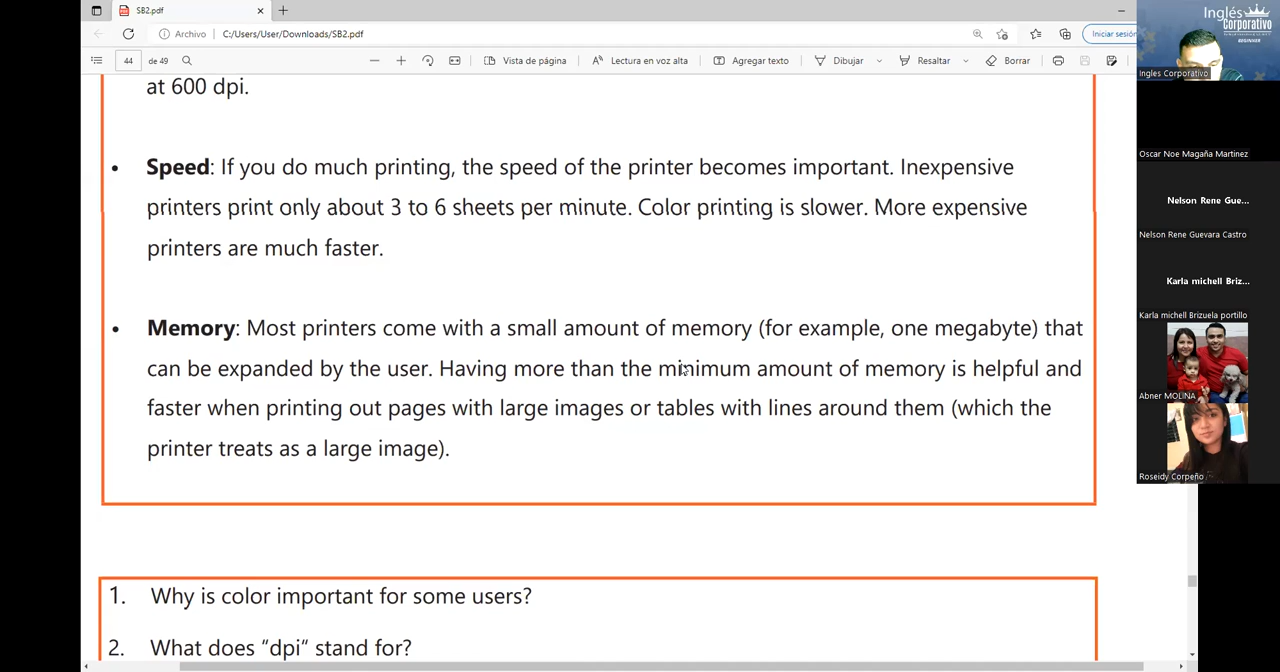 SB2.pdf
Archivo C:/Users/User/Downloads/SB2.pdf Iniciar sesión
44 de 49 Vista de página Lectura en voz alta Agregar texto Dibujar Resaltar Borrar
at 600 dpi.
• Speed: If you do much printing, the speed of the printer becomes important. Inexpensive
printers print only about 3 to 6 sheets per minute. Color printing is slower. More expensive
printers are much faster.
• Memory: Most printers come with a small amount of memory (for example, one megabyte) that
can be expanded by the user. Having more than the minimum amount of memory is helpful and
faster when printing out pages with large images or tables with lines around them (which the
printer treats as a large image).
1. Why is color important for some users?
2. What does “dpi” stand for?
Inglés
Corporativo
BEGINNER
Ingles Corporativo
Oscar Noe Magaña Martinez
Nelson Rene Gue...
Nelson Rene Guevara Castro
Karla michell Briz...
Karla michell Brizuela portillo
Abner MOLINA
Roseidy Corpeño